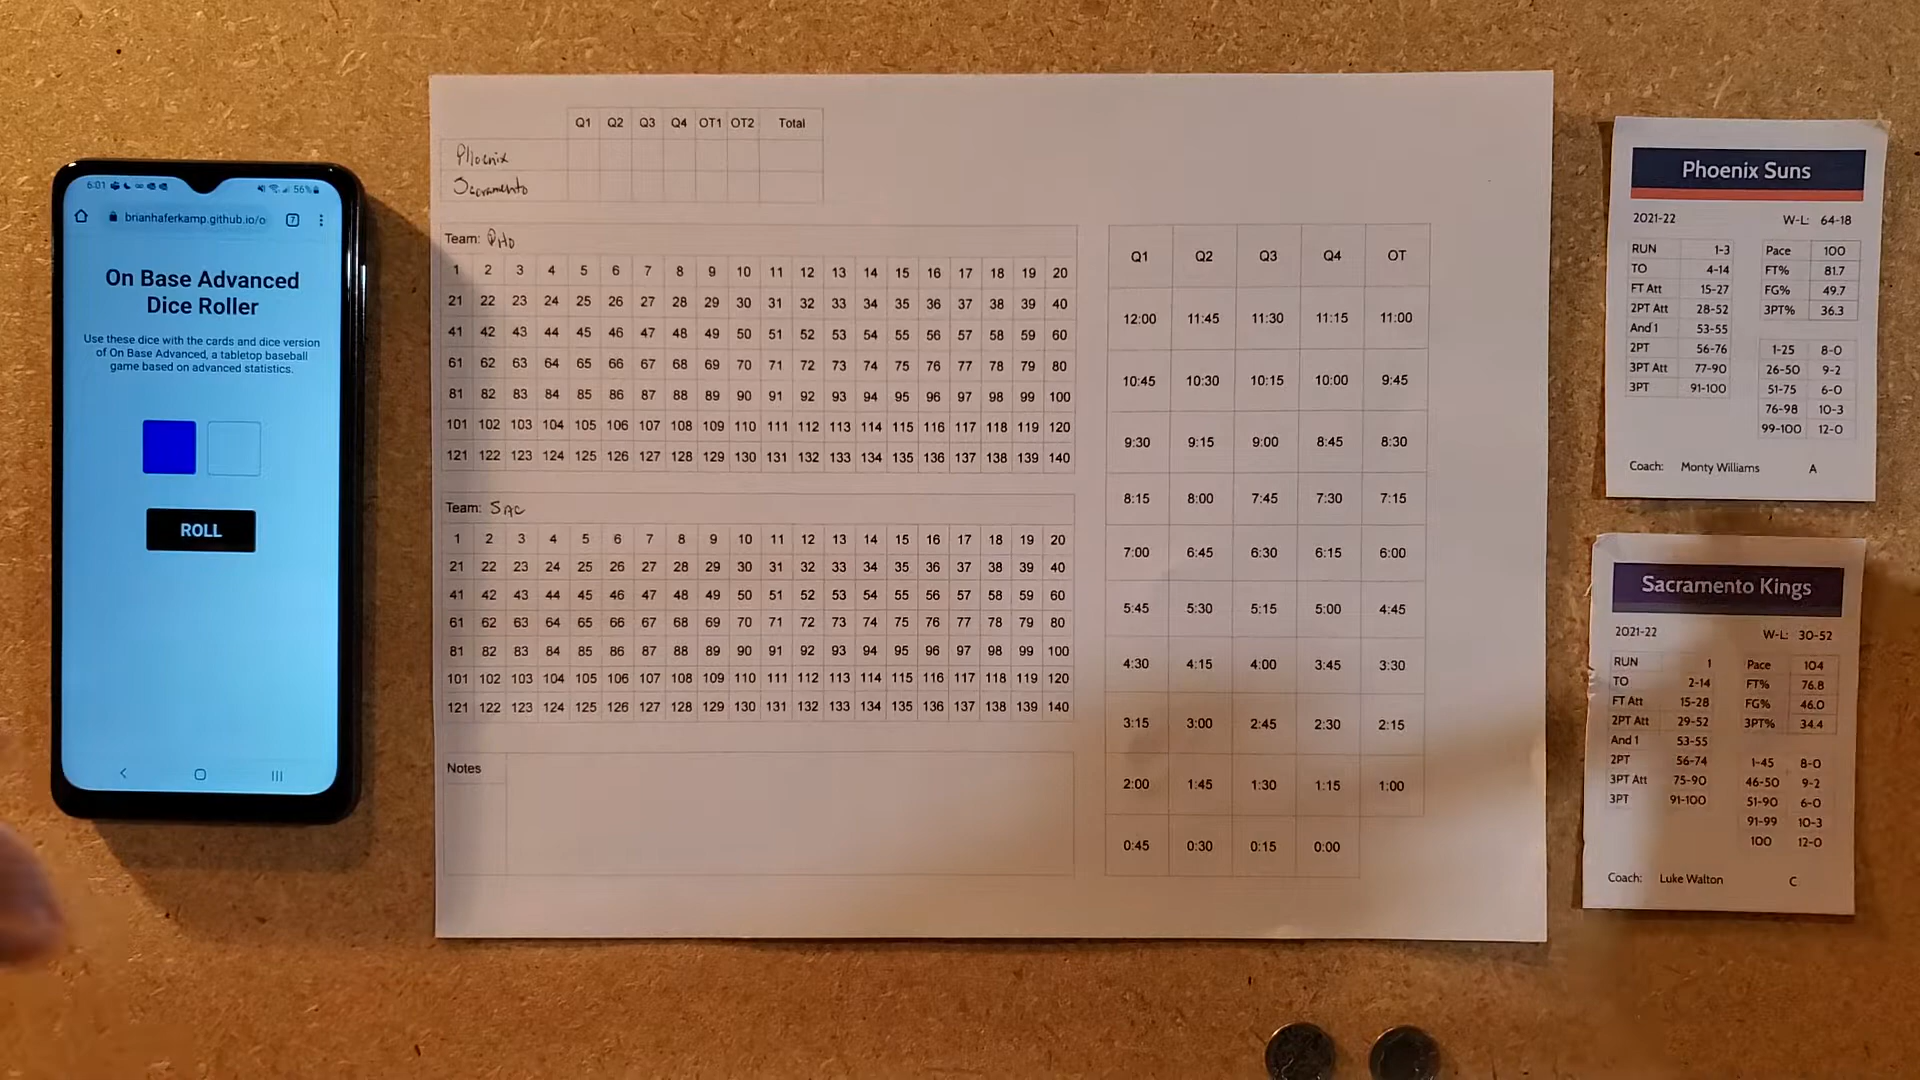 6:01 56%
brianhaferkamp.github.io/o 7
On Base Advanced
Dice Roller
Use these dice with the cards and dice version
of On Base Advanced, a tabletop baseball
game based on advanced statistics.
ROLL
Q1 Q2 Q3 Q4 OT1 OT2 Total
Phoenix
Sacramento
Team: PHO
1 2 3 4 5 6 7 8 9 10 11 12 13 14 15 16 17 18 19 20
21 22 23 24 25 26 27 28 29 30 31 32 33 34 35 36 37 38 39 40
41 42 43 44 45 46 47 48 49 50 51 52 53 54 55 56 57 58 59 60
61 62 63 64 65 66 67 68 69 70 71 72 73 74 75 76 77 78 79 80
81 82 83 84 85 86 87 88 89 90 91 92 93 94 95 96 97 98 99 100
101 102 103 104 105 106 107 108 109 110 111 112 113 114 115 116 117 118 119 120
121 122 123 124 125 126 127 128 129 130 131 132 133 134 135 136 137 138 139 140
Team: SAC
1 2 3 4 5 6 7 8 9 10 11 12 13 14 15 16 17 18 19 20
21 22 23 24 25 26 27 28 29 30 31 32 33 34 35 36 37 38 39 40
41 42 43 44 45 46 47 48 49 50 51 52 53 54 55 56 57 58 59 60
61 62 63 64 65 66 67 68 69 70 71 72 73 74 75 76 77 78 79 80
81 82 83 84 85 86 87 88 89 90 91 92 93 94 95 96 97 98 99 100
101 102 103 104 105 106 107 108 109 110 111 112 113 114 115 116 117 118 119 120
121 122 123 124 125 126 127 128 129 130 131 132 133 134 135 136 137 138 139 140
Notes
Q1 Q2 Q3 Q4 OT
12:00 11:45 11:30 11:15 11:00
10:45 10:30 10:15 10:00 9:45
9:30 9:15 9:00 8:45 8:30
8:15 8:00 7:45 7:30 7:15
7:00 6:45 6:30 6:15 6:00
5:45 5:30 5:15 5:00 4:45
4:30 4:15 4:00 3:45 3:30
3:15 3:00 2:45 2:30 2:15
2:00 1:45 1:30 1:15 1:00
0:45 0:30 0:15 0:00
Phoenix Suns
2021-22 W-L: 64-18
RUN 1-3 Pace 100
TO 4-14 FT% 81.7
FT Att 15-27 FG% 49.7
2PT Att 28-52 3PT% 36.3
And 1 53-55
2PT 56-76 1-25 8-0
3PT Att 77-90 26-50 9-2
3PT 91-100 51-75 6-0
76-98 10-3
99-100 12-0
Coach: Monty Williams A
Sacramento Kings
2021-22 W-L: 30-52
RUN 1 Pace 104
TO 2-14 FT% 76.8
FT Att 15-28 FG% 46.0
2PT Att 29-52 3PT% 34.4
And 1 53-55
2PT 56-74 1-45 8-0
3PT Att 75-90 46-50 9-2
3PT 91-100 51-90 6-0
91-99 10-3
100 12-0
Coach: Luke Walton C